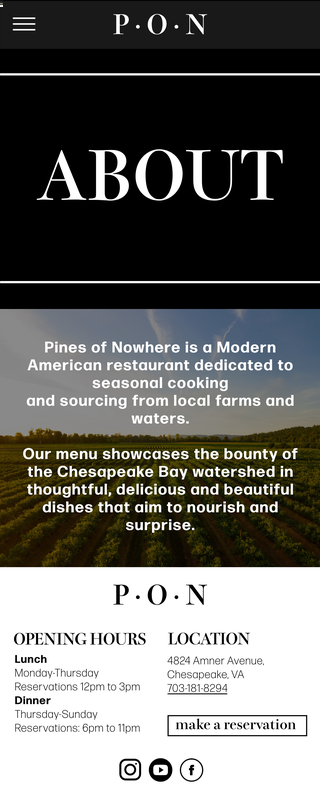 P·O·N
ABOUT
Pines of Nowhere is a Modern
American restaurant dedicated to
seasonal cooking
and sourcing from local farms and
waters.
Our menu showcases the bounty of
the Chesapeake Bay watershed in
thoughtful, delicious and beautiful
dishes that aim to nourish and
surprise.
P·O·N
OPENING HOURS
Lunch
Monday-Thursday
Reservations 12pm to 3pm
Dinner
Thursday-Sunday
Reservations: 6pm to 11pm
LOCATION
4824 Amner Avenue,
Chesapeake, VA
703-181-8294
make a reservation